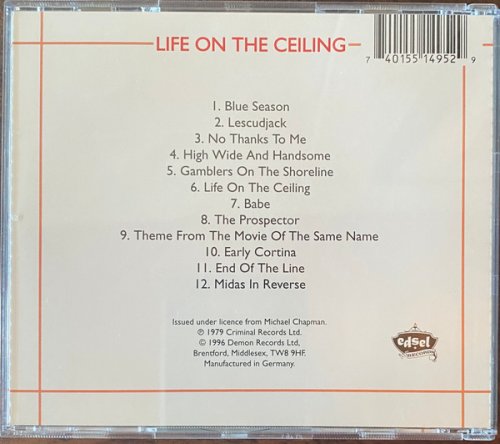 LIFE ON THE CEILING
7 40155 14952 9
1. Blue Season
2. Lescudjack
3. No Thanks To Me
4. High Wide And Handsome
5. Gamblers On The Shoreline
6. Life On The Ceiling
7. Babe
8. The Prospector
9. Theme From The Movie Of The Same Name
10. Early Cortina
11. End Of The Line
12. Midas In Reverse
Issued under licence from Michael Chapman.
℗ 1979 Criminal Records Ltd.
© 1996 Demon Records Ltd,
Brentford, Middlesex, TW8 9HF.
Manufactured in Germany.
edsel
RECORDS